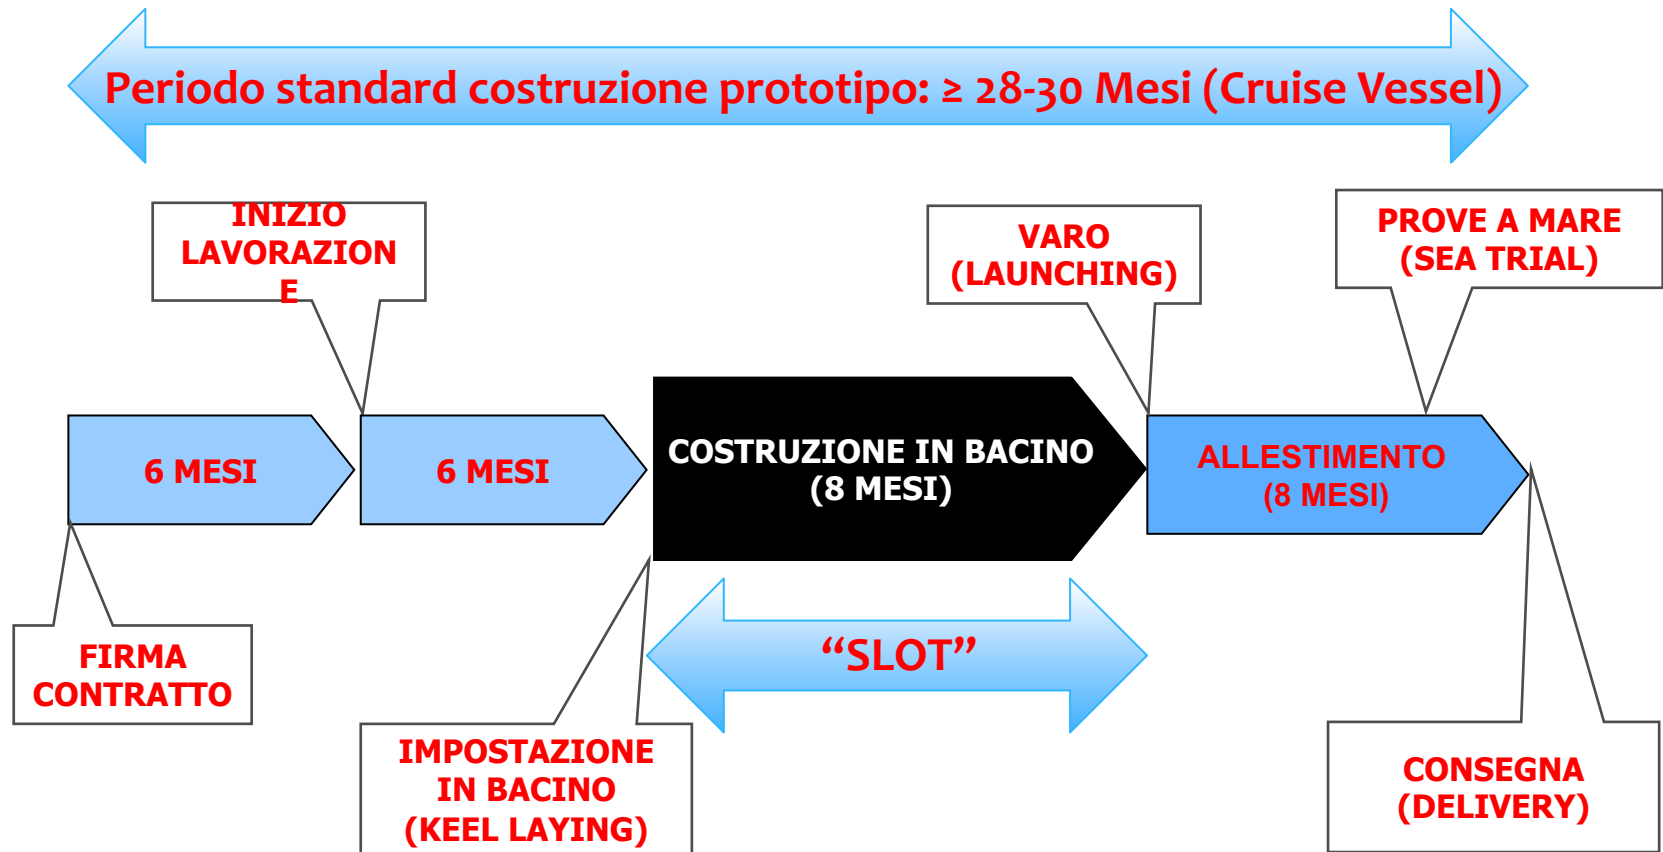 Periodo standard costruzione prototipo: ≥ 28-30 Mesi (Cruise Vessel)
INIZIO
LAVORAZION
E
VARO
(LAUNCHING)
PROVE A MARE
(SEA TRIAL)
6 MESI
6 MESI
COSTRUZIONE IN BACINO
(8 MESI)
ALLESTIMENTO
(8 MESI)
FIRMA
CONTRATTO
“SLOT”
IMPOSTAZIONE
IN BACINO
(KEEL LAYING)
CONSEGNA
(DELIVERY)